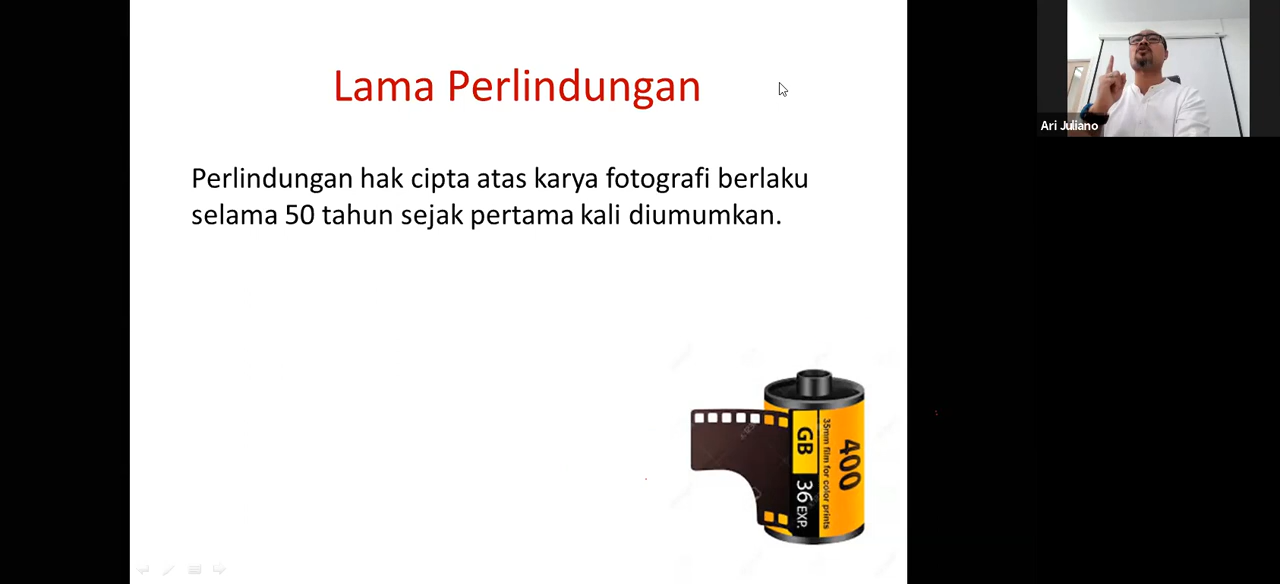 Lama Perlindungan
Perlindungan hak cipta atas karya fotografi berlaku
selama 50 tahun sejak pertama kali diumumkan.
Ari Juliano
400
35mm film for color prints
GB
36 EXP.